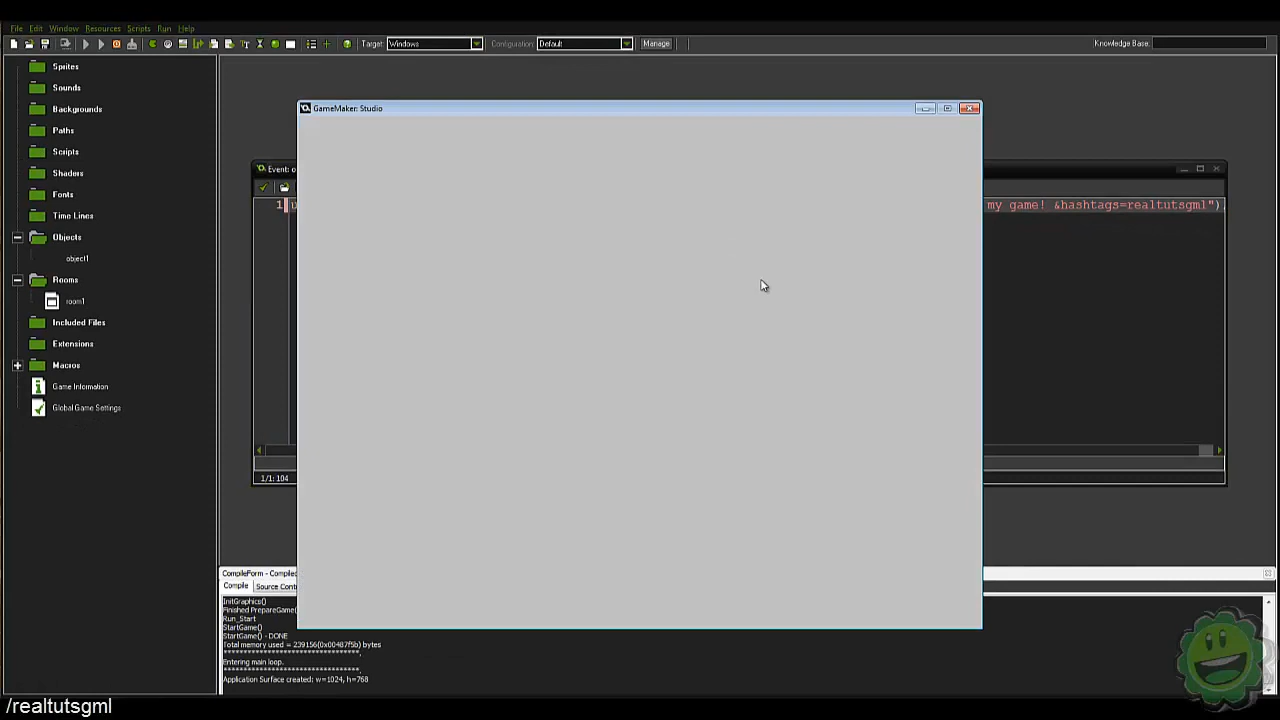 File Edit Window Resources Scripts Run Help
Target: Windows Configuration: Default Manage Knowledge Base:
Sprites
Sounds
Backgrounds
Paths
Scripts
Shaders
Fonts
Time Lines
Objects
object1
Rooms
room1
Included Files
Extensions
Macros
Game Information
Global Game Settings
GameMaker: Studio
Event: o
1 u
my game! &hashtags=realtutsgml")
1/1: 104
CompileForm - Compile
Compile Source Cont
InitGraphics()
Finished PrepareGame(
Run_Start
StartGame()
StartGame() - DONE
Total memory used = 239156(0x00487f5b) bytes
**********************************.
Entering main loop.
**********************************.
Application Surface created: w=1024, h=768
/realtutsgml